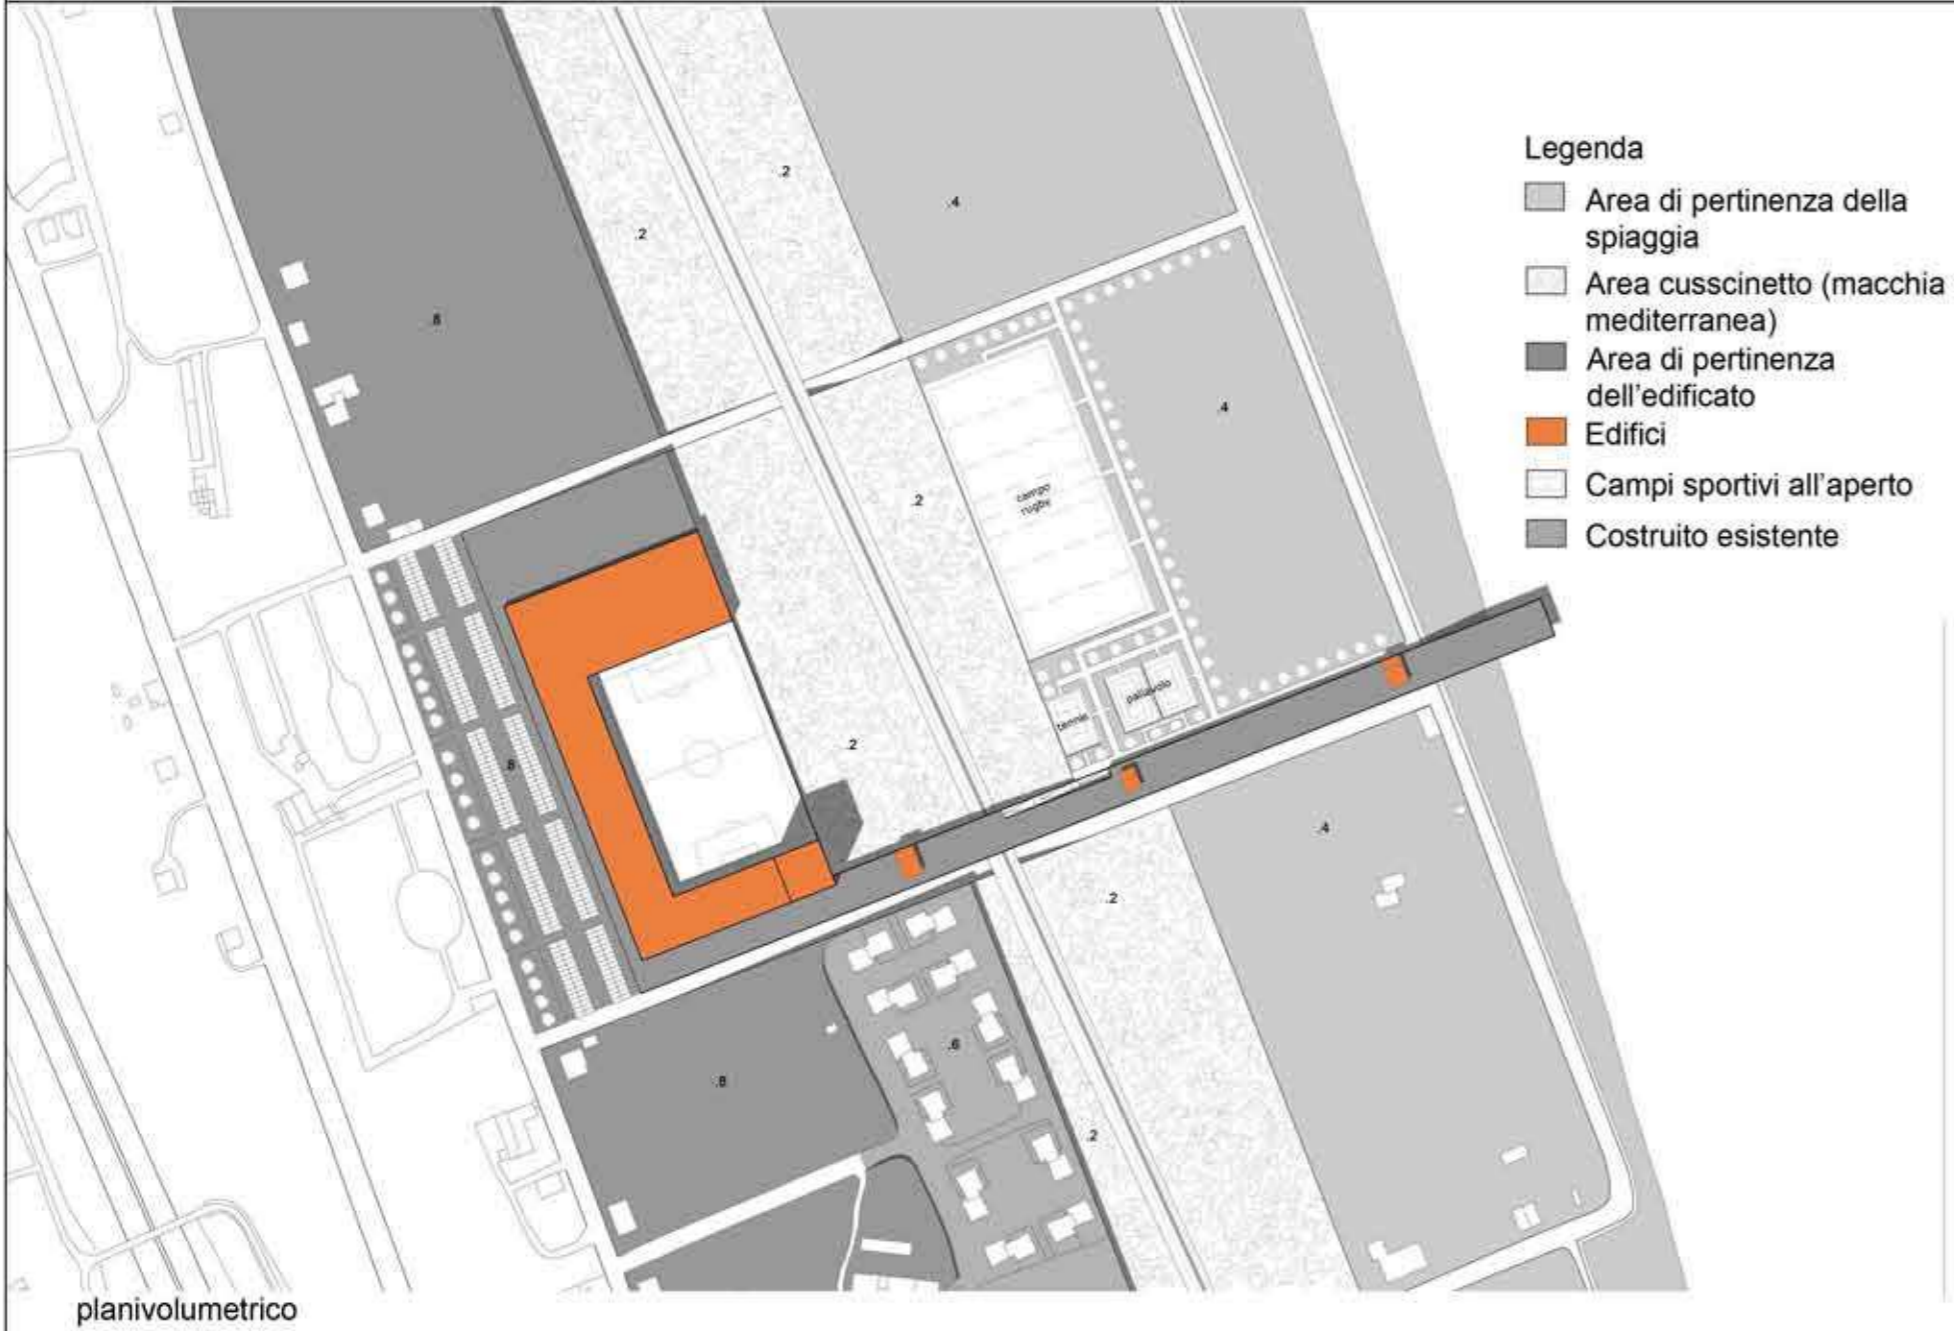 .2
.4
.2
.8
.4
.2
campo
rugby
pallavolo
tennis
.2
.8
.4
.2
.6
.8
.2
Legenda
Area di pertinenza della
spiaggia
Area cusscinetto (macchia
mediterranea)
Area di pertinenza
dell'edificato
Edifici
Campi sportivi all'aperto
Costruito esistente
planivolumetrico